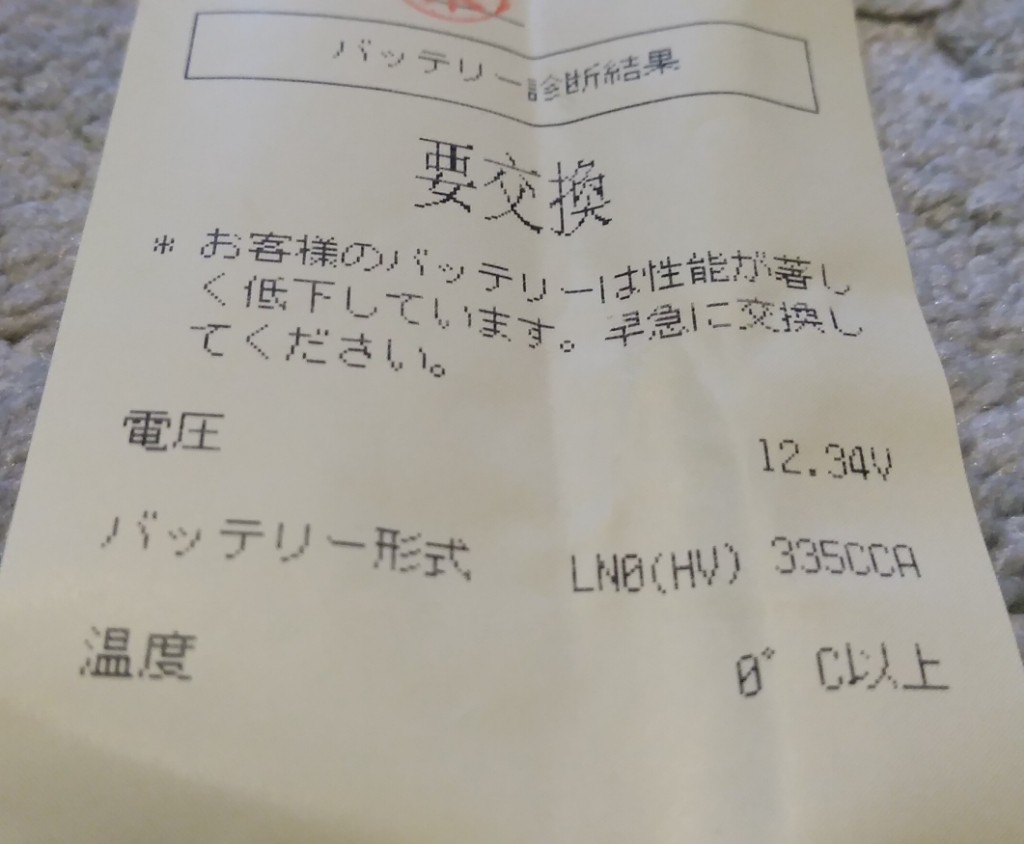 バッテリー診断結果
要交換
* お客様のバッテリーは性能が著し
く低下しています。早急に交換し
てください。
電圧 12.34V
バッテリー形式 LN0(HV) 335CCA
温度 0° C以上